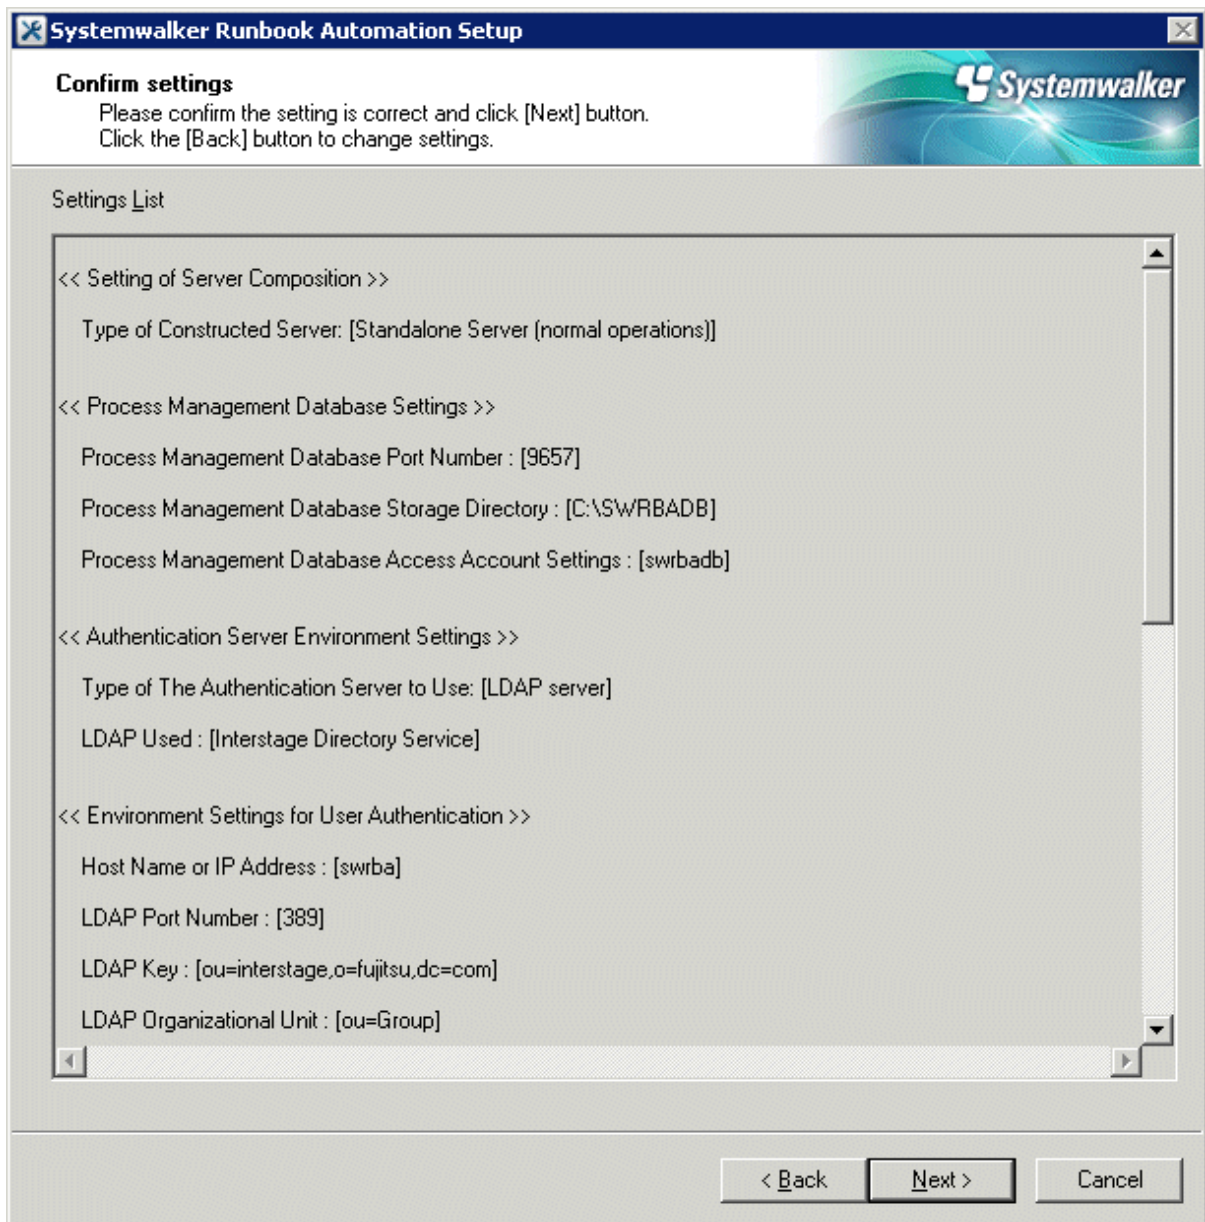 Systemwalker Runbook Automation Setup
Confirm settings
Please confirm the setting is correct and click [Next] button.
Click the [Back] button to change settings.
Systemwalker
Settings List
<< Setting of Server Composition >>
Type of Constructed Server: [Standalone Server (normal operations)]
<< Process Management Database Settings >>
Process Management Database Port Number : [9657]
Process Management Database Storage Directory : [C:\SWRBADB]
Process Management Database Access Account Settings : [swrbadb]
<< Authentication Server Environment Settings >>
Type of The Authentication Server to Use: [LDAP server]
LDAP Used : [Interstage Directory Service]
<< Environment Settings for User Authentication >>
Host Name or IP Address : [swrba]
LDAP Port Number : [389]
LDAP Key : [ou=interstage,o=fujitsu,dc=com]
LDAP Organizational Unit : [ou=Group]
< Back
Next >
Cancel